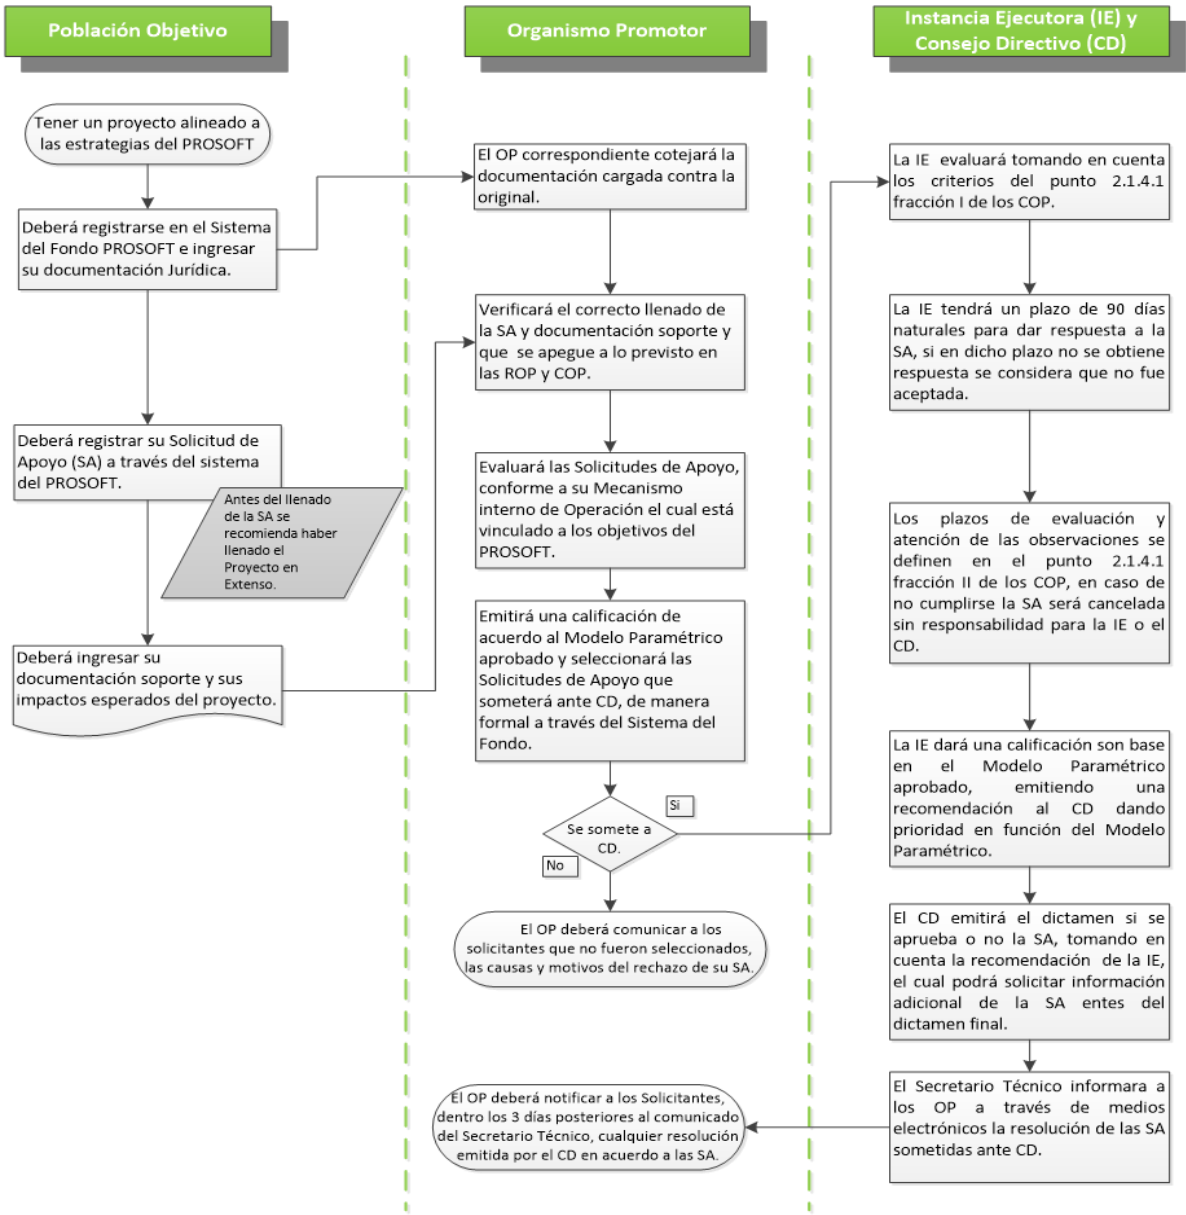 Población Objetivo
Tener un proyecto alineado a
las estrategias del PROSOFT
Deberá registrarse en el Sistema
del Fondo PROSOFT e ingresar
su documentación Jurídica.
Deberá registrar su Solicitud de
Apoyo (SA) a través del sistema
del PROSOFT.
Antes del llenado
de la SA se
recomienda haber
llenado el
Proyecto en
Extenso.
Deberá ingresar su
documentación soporte y sus
impactos esperados del proyecto.
Organismo Promotor
El OP correspondiente cotejará la
documentación cargada contra la
original.
Verificará el correcto llenado de
la SA y documentación soporte y
que se apegue a lo previsto en
las ROP y COP.
Evaluará las Solicitudes de Apoyo,
conforme a su Mecanismo
interno de Operación el cual está
vinculado a los objetivos del
PROSOFT.
Emitirá una calificación de
acuerdo al Modelo Paramétrico
aprobado y seleccionará las
Solicitudes de Apoyo que
someterá ante CD, de manera
formal a través del Sistema del
Fondo.
Si
Se somete a
CD.
No
El OP deberá comunicar a los
solicitantes que no fueron seleccionados,
las causas y motivos del rechazo de su SA.
El OP deberá notificar a los Solicitantes,
dentro los 3 días posteriores al comunicado
del Secretario Técnico, cualquier resolución
emitida por el CD en acuerdo a las SA.
Instancia Ejecutora (IE) y
Consejo Directivo (CD)
La IE evaluará tomando en cuenta
los criterios del punto 2.1.4.1
fracción I de los COP.
La IE tendrá un plazo de 90 días
naturales para dar respuesta a la
SA, si en dicho plazo no se obtiene
respuesta se considera que no fue
aceptada.
Los plazos de evaluación y
atención de las observaciones se
definen en el punto 2.1.4.1
fracción II de los COP, en caso de
no cumplirse la SA será cancelada
sin responsabilidad para la IE o el
CD.
La IE dará una calificación son base
en el Modelo Paramétrico
aprobado, emitiendo una
recomendación al CD dando
prioridad en función del Modelo
Paramétrico.
El CD emitirá el dictamen si se
aprueba o no la SA, tomando en
cuenta la recomendación de la IE,
el cual podrá solicitar información
adicional de la SA entes del
dictamen final.
El Secretario Técnico informara a
los OP a través de medios
electrónicos la resolución de las SA
sometidas ante CD.